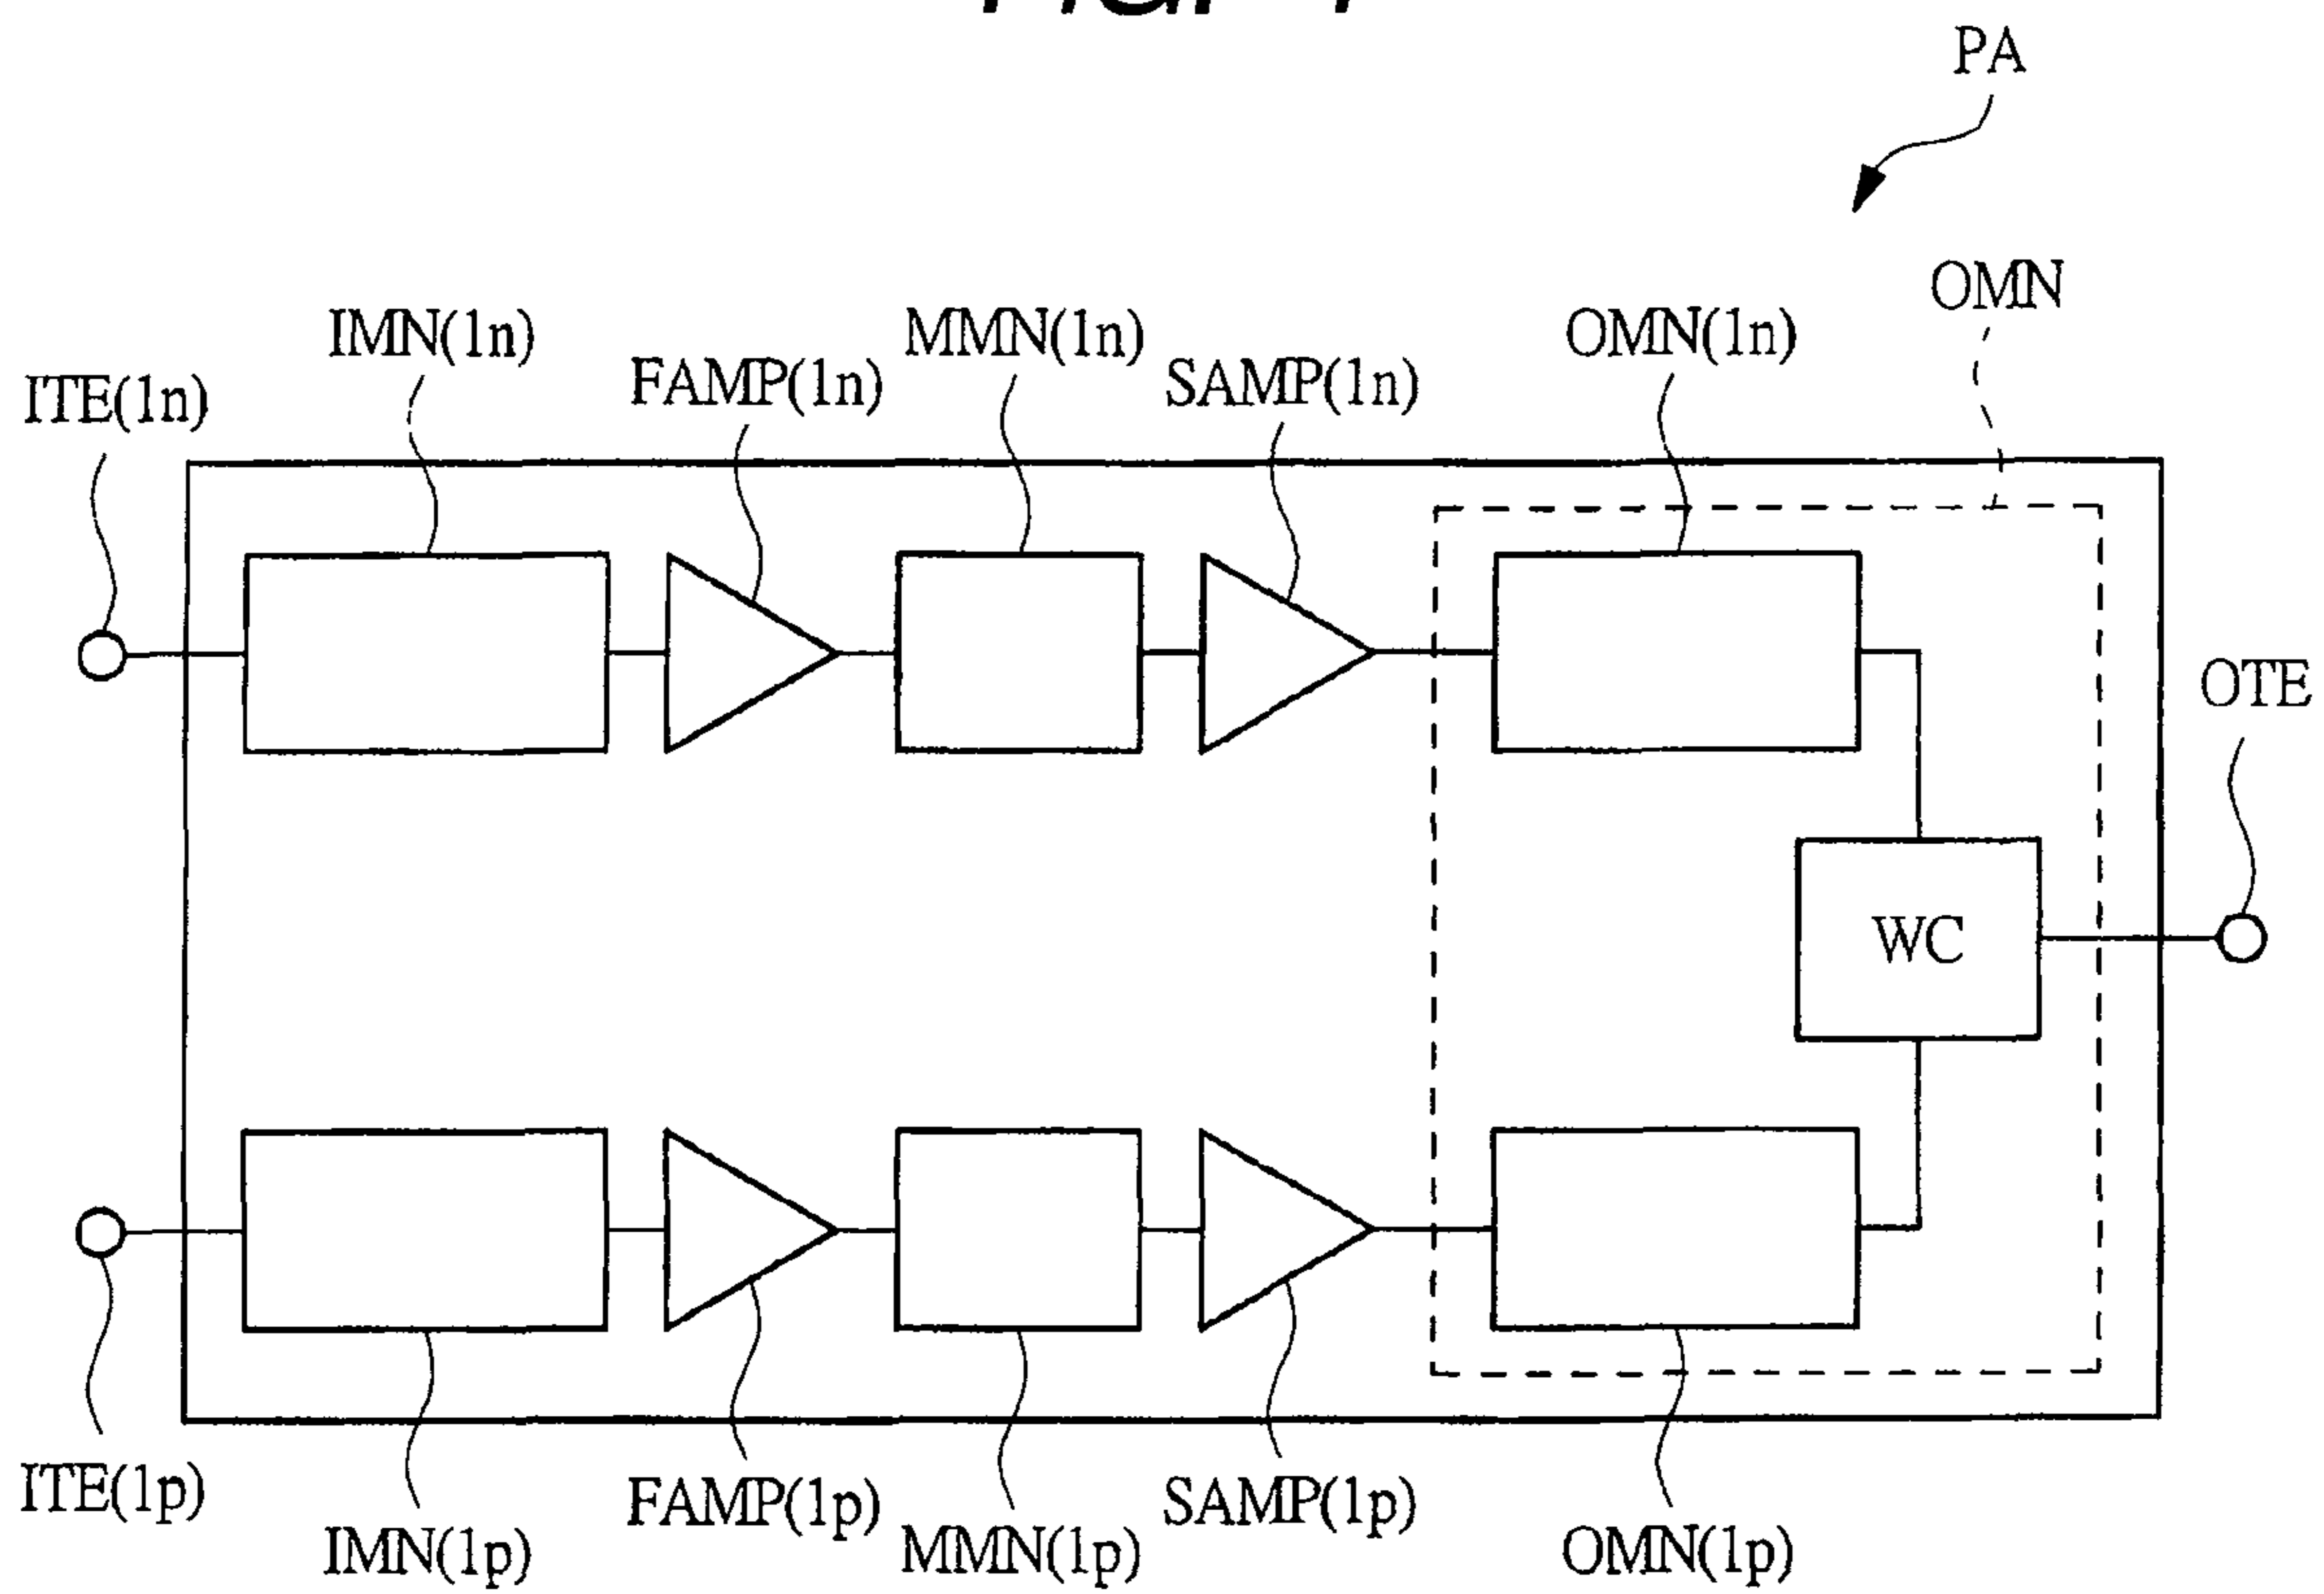 PA
OMN
IMN(1n)
MMN(1n)
OMN(1n)
FAMP(1n)
SAMP(1n)
ITE(1n)
OTE
WC
ITE(1p)
FAMP(1p)
SAMP(1p)
IMN(1p)
MMN(1p)
OMN(1p)